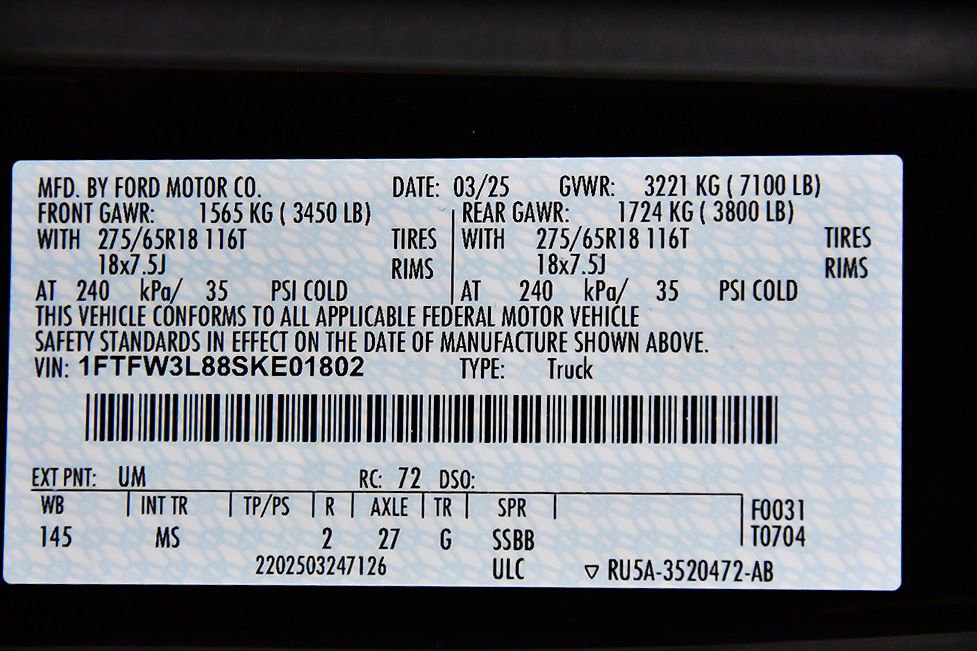 MFD. BY FORD MOTOR CO. DATE: 03/25 GVWR: 3221 KG ( 7100 LB)
FRONT GAWR: 1565 KG ( 3450 LB) REAR GAWR: 1724 KG ( 3800 LB)
WITH 275/65R18 116T TIRES WITH 275/65R18 116T TIRES
18x7.5J RIMS 18x7.5J RIMS
AT 240 kPa/ 35 PSI COLD AT 240 kPa/ 35 PSI COLD
THIS VEHICLE CONFORMS TO ALL APPLICABLE FEDERAL MOTOR VEHICLE
SAFETY STANDARDS IN EFFECT ON THE DATE OF MANUFACTURE SHOWN ABOVE.
VIN: 1FTFW3L88SKE01802 TYPE: Truck
EXT PNT: UM RC: 72 DSO:
WB INT TR TP/PS R AXLE TR SPR F0031
145 MS 2 27 G SSBB T0704
2202503247126 ULC ▽ RU5A-3520472-AB